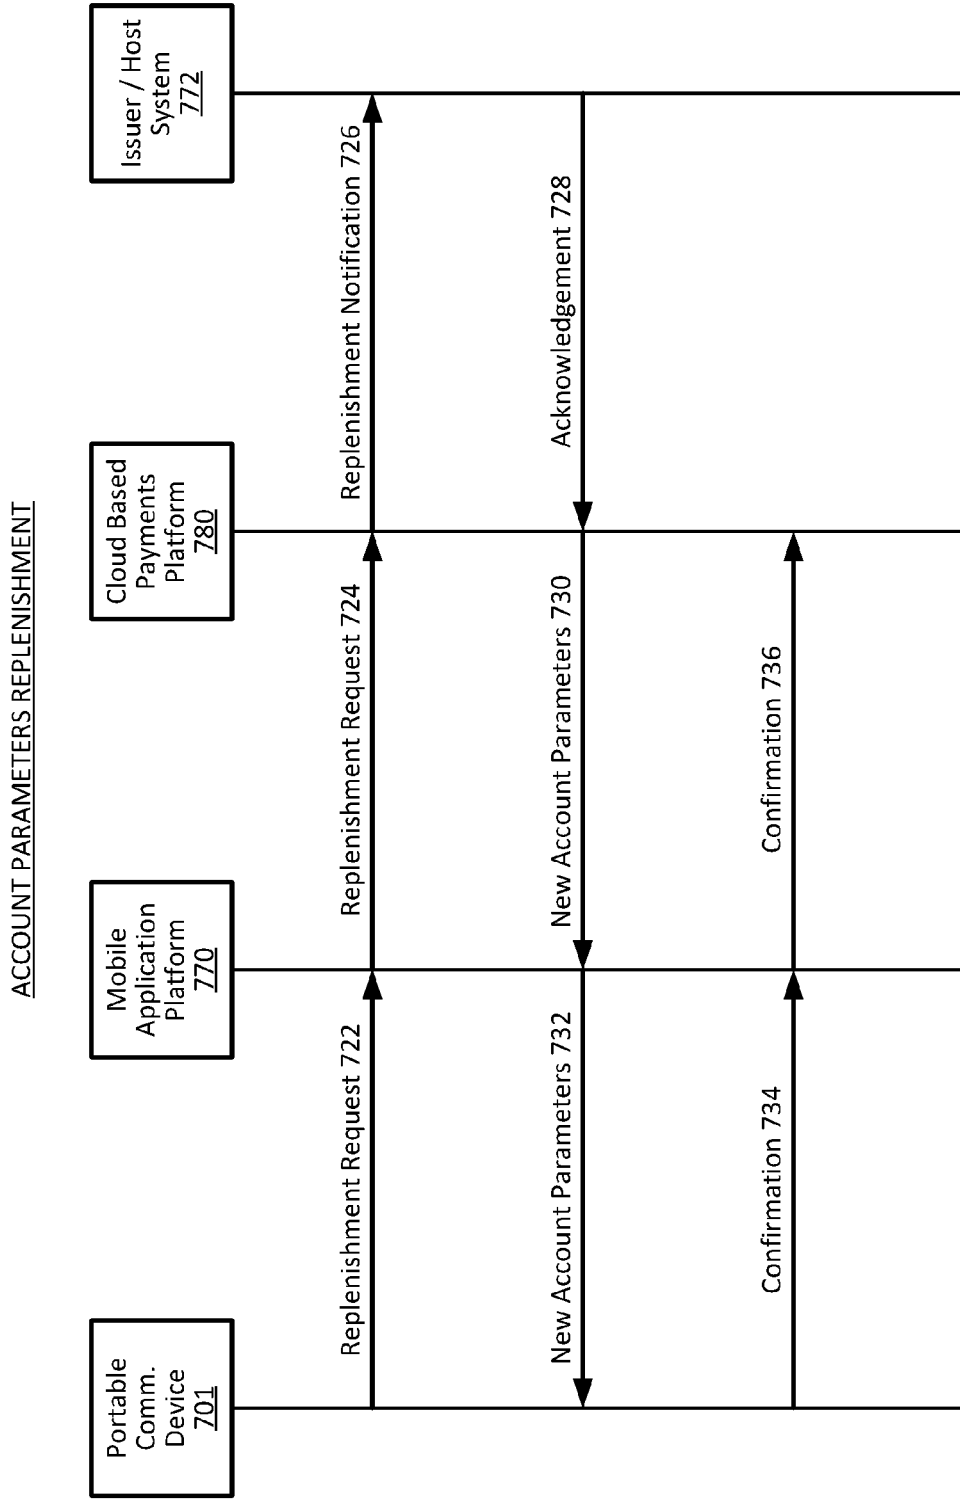 ACCOUNT PARAMETERS REPLENISHMENT
Portable
Comm.
Device
701
Mobile
Application
Platform
770
Cloud Based
Payments
Platform
780
Issuer / Host
System
772
Replenishment Request 722
Replenishment Request 724
Replenishment Notification 726
New Account Parameters 732
New Account Parameters 730
Acknowledgement 728
Confirmation 734
Confirmation 736